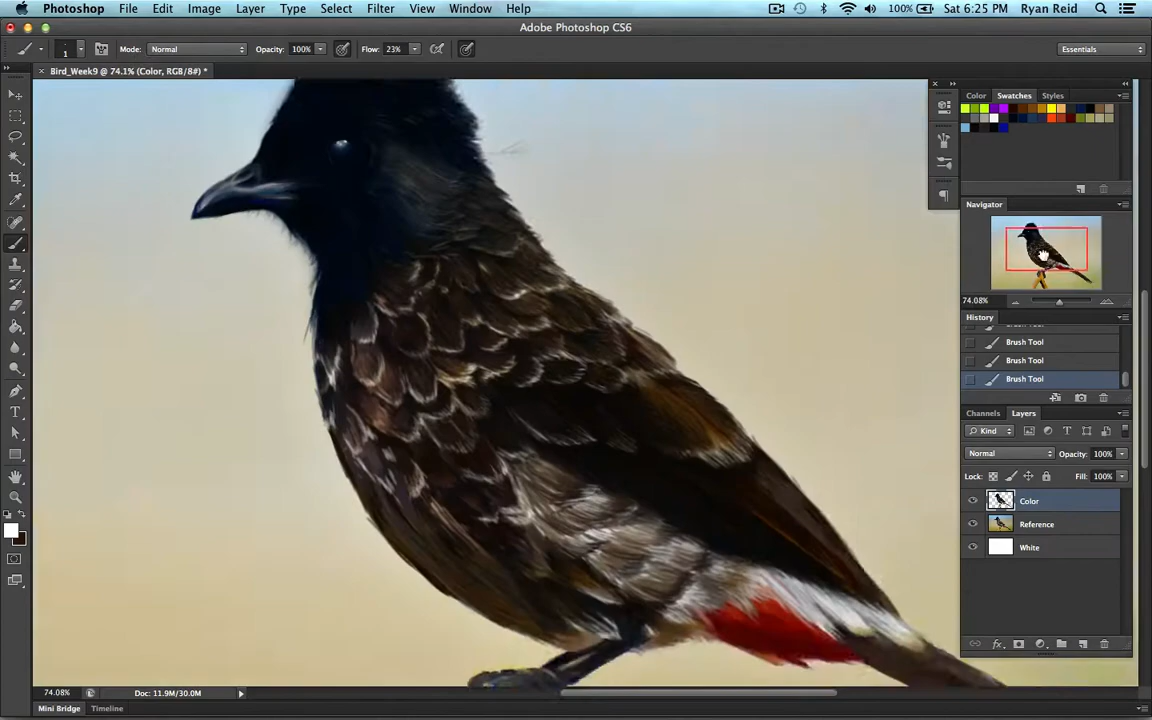 Photoshop File Edit Image Layer Type Select Filter View Window Help 100% Sat 6:25 PM Ryan Reid
Adobe Photoshop CS6
1 Mode: Normal Opacity: 100% Flow: 23% Essentials
Bird_Week9 @ 74.1% (Color, RGB/8#) *
Color Swatches Styles
Navigator
74.08%
History
Brush Tool
Brush Tool
Brush Tool
Channels Layers
Kind
Normal Opacity: 100%
Lock: Fill: 100%
Color
Reference
White
74.08% Doc: 11.9M/30.0M
Mini Bridge Timeline